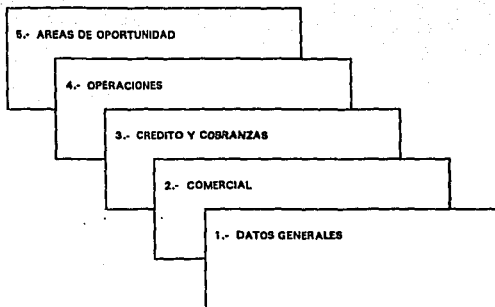 5.- AREAS DE OPORTUNIDAD
4.- OPERACIONES
3.- CREDITO Y COBRANZAS
2.- COMERCIAL
1.- DATOS GENERALES